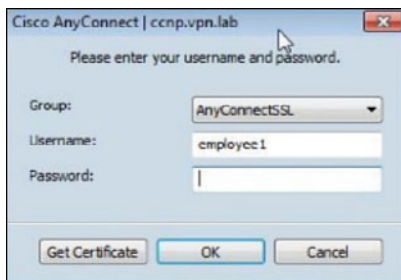 Cisco AnyConnect | ccnp.vpn.lab
Please enter your username and password.
Group: AnyConnectSSL
Username: employee1
Password:
Get Certificate OK Cancel